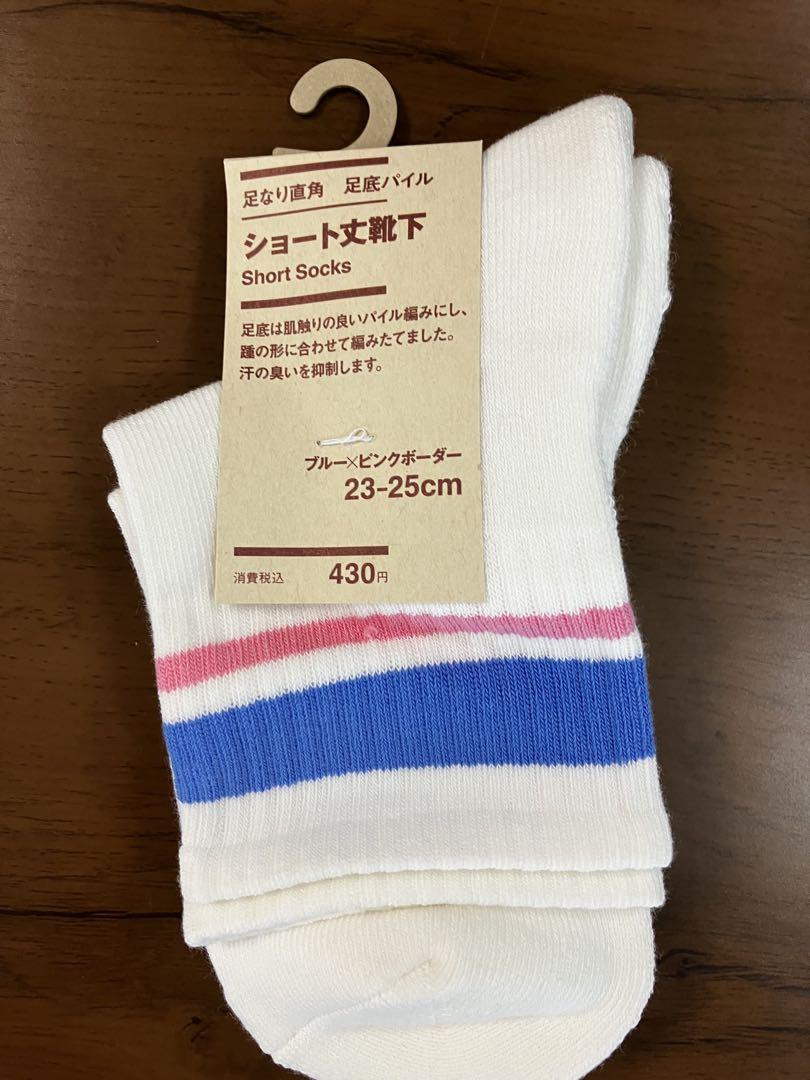 足なり直角 足底パイル
ショート丈靴下
Short Socks
足底は肌触りの良いパイル編みにし、
踵の形に合わせて編みたてました。
汗の臭いを抑制します。
ブルー×ピンクボーダー
23-25cm
消費税込 430円